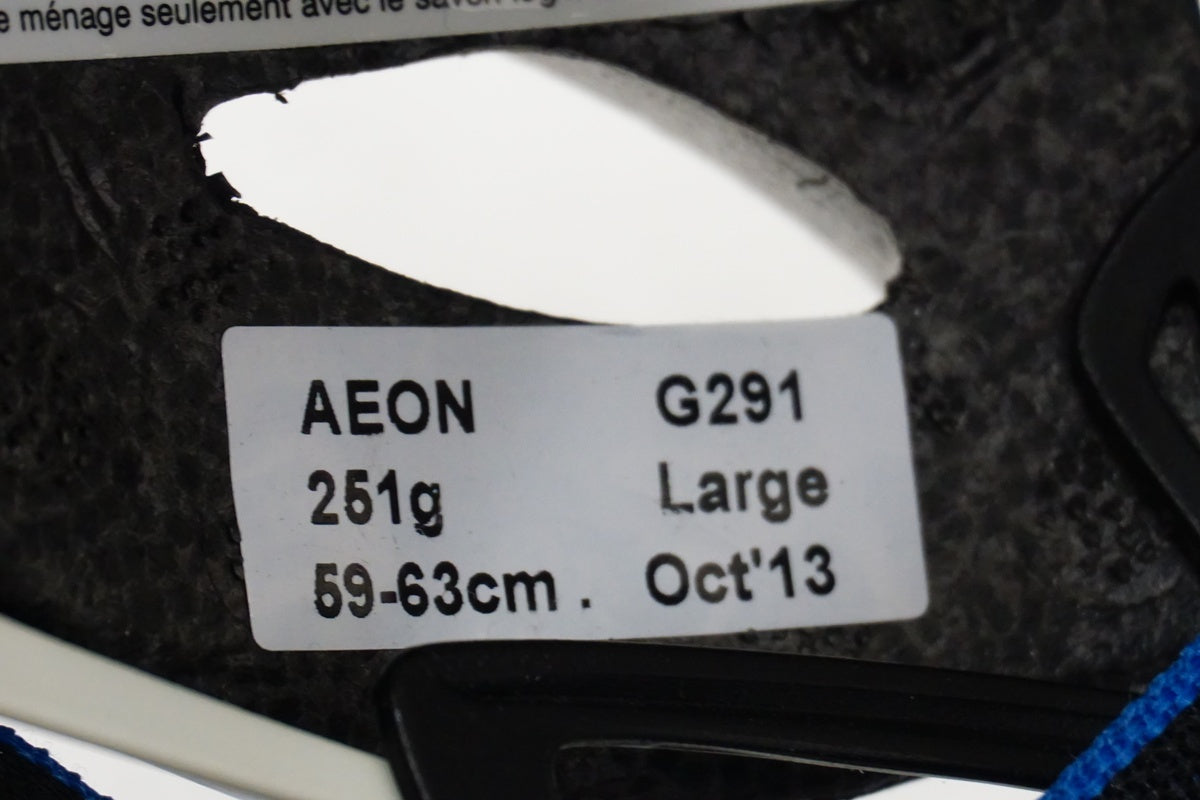 ménage seulement avec le savon
AEON G291
251g Large
59-63cm . Oct'13